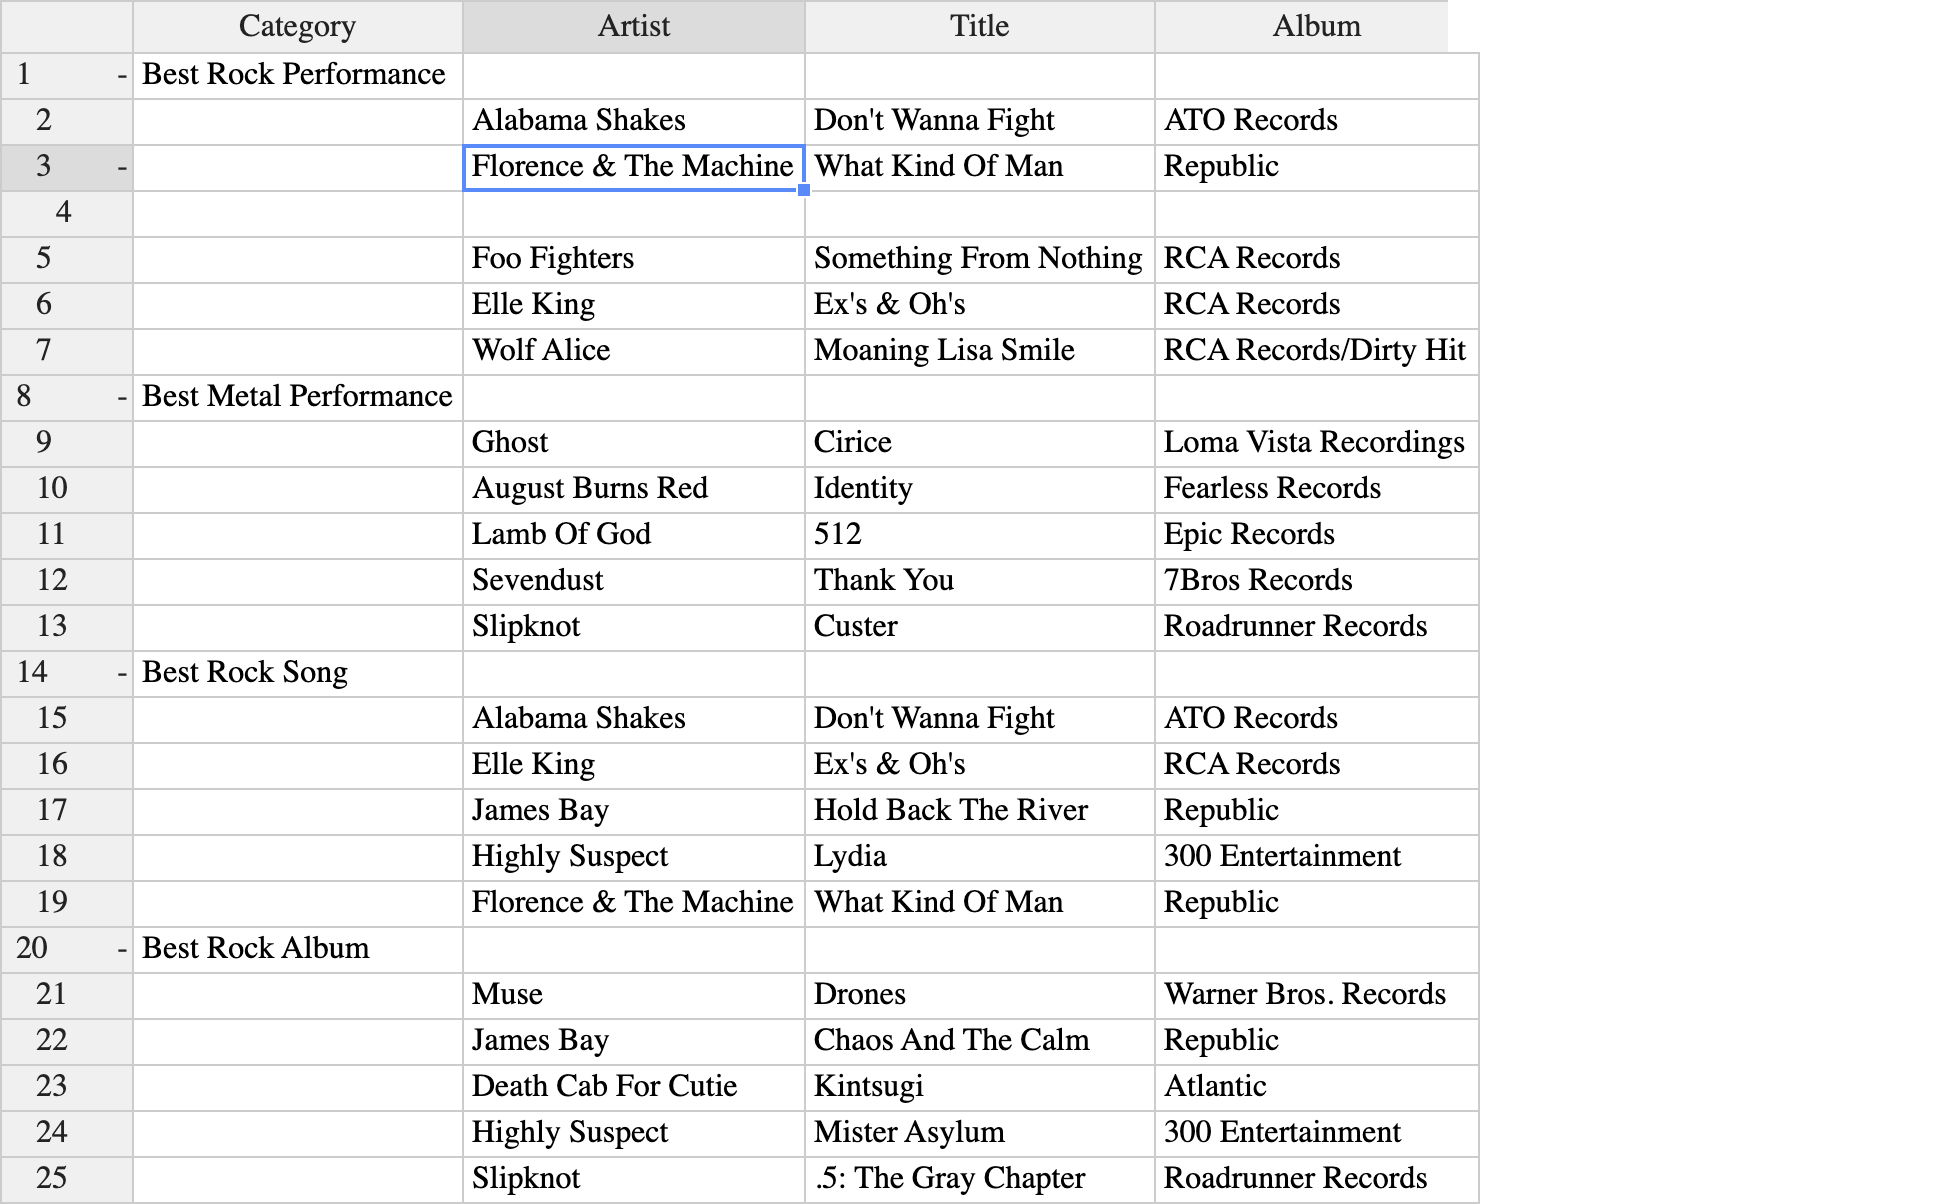 Category Artist Title Album
1 - Best Rock Performance
2 Alabama Shakes Don't Wanna Fight ATO Records
3 - Florence & The Machine What Kind Of Man Republic
4
5 Foo Fighters Something From Nothing RCA Records
6 Elle King Ex's & Oh's RCA Records
7 Wolf Alice Moaning Lisa Smile RCA Records/Dirty Hit
8 - Best Metal Performance
9 Ghost Cirice Loma Vista Recordings
10 August Burns Red Identity Fearless Records
11 Lamb Of God 512 Epic Records
12 Sevendust Thank You 7Bros Records
13 Slipknot Custer Roadrunner Records
14 - Best Rock Song
15 Alabama Shakes Don't Wanna Fight ATO Records
16 Elle King Ex's & Oh's RCA Records
17 James Bay Hold Back The River Republic
18 Highly Suspect Lydia 300 Entertainment
19 Florence & The Machine What Kind Of Man Republic
20 - Best Rock Album
21 Muse Drones Warner Bros. Records
22 James Bay Chaos And The Calm Republic
23 Death Cab For Cutie Kintsugi Atlantic
24 Highly Suspect Mister Asylum 300 Entertainment
25 Slipknot .5: The Gray Chapter Roadrunner Records